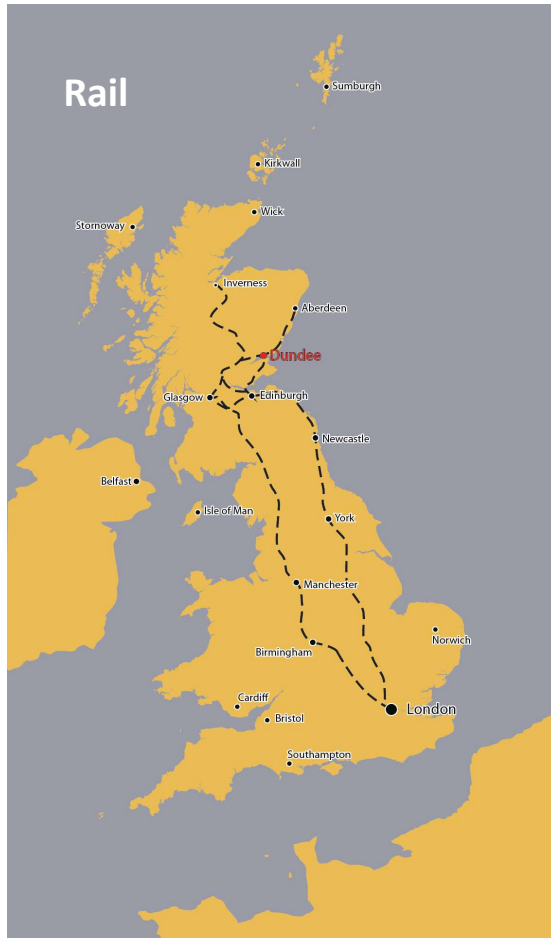 Rail
Sumburgh
Kirkwall
Wick
Stornoway
Inverness
Aberdeen
Dundee
Glasgow
Edinburgh
Newcastle
Belfast
Isle of Man
York
Manchester
Norwich
Birmingham
Cardiff
London
Bristol
Southampton